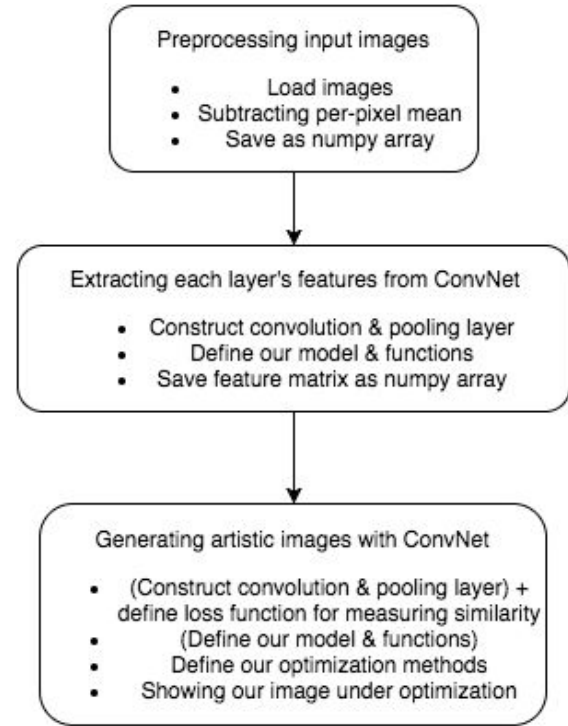 Preprocessing input images
• Load images
• Subtracting per-pixel mean
• Save as numpy array
Extracting each layer's features from ConvNet
• Construct convolution & pooling layer
• Define our model & functions
• Save feature matrix as numpy array
Generating artistic images with ConvNet
• (Construct convolution & pooling layer) +
define loss function for measuring similarity
• (Define our model & functions)
• Define our optimization methods
• Showing our image under optimization